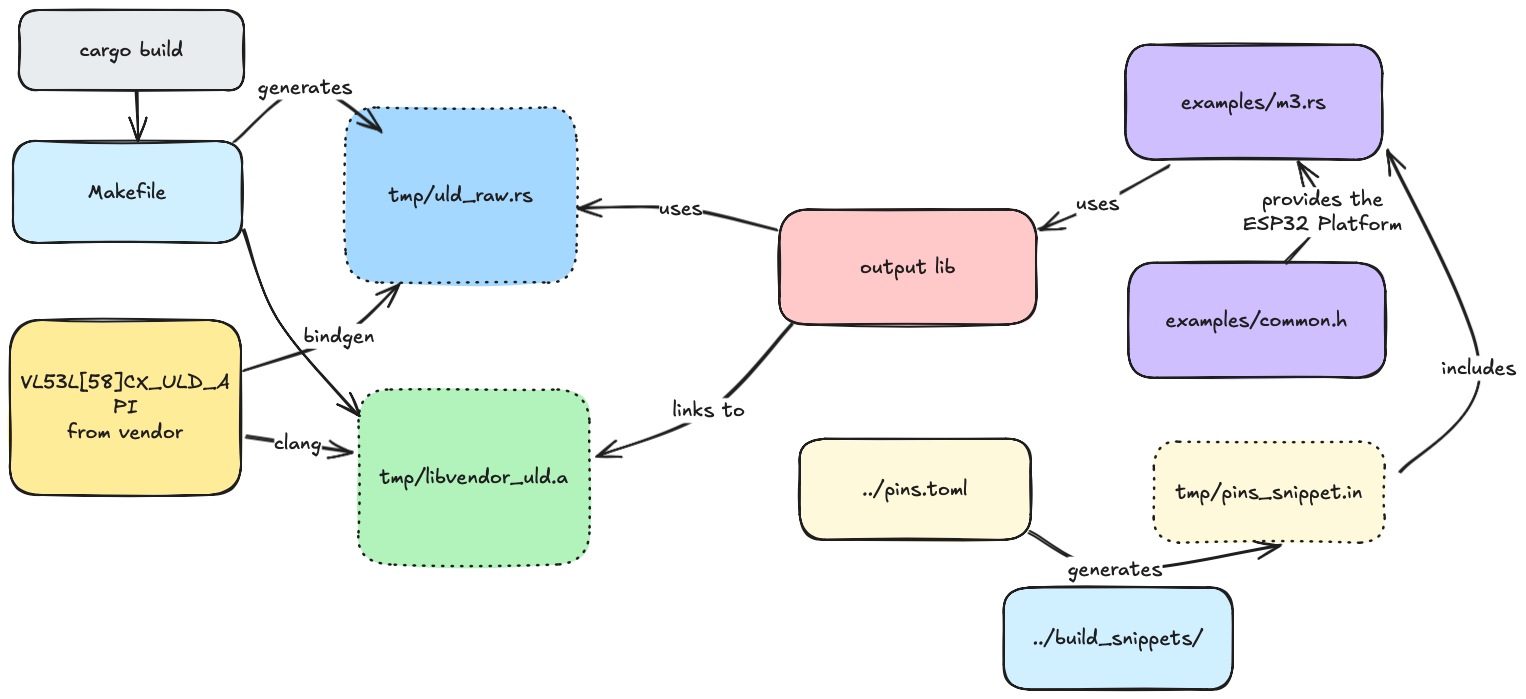 cargo build
generates
Makefile
tmp/uld_raw.rs
bindgen
VL53L[58]CX_ULD_A
PI
from vendor
clang
tmp/libvendor_uld.a
uses
output lib
links to
uses
examples/m3.rs
provides the
ESP32 Platform
examples/common.h
includes
../pins.toml
tmp/pins_snippet.in
generates
../build_snippets/